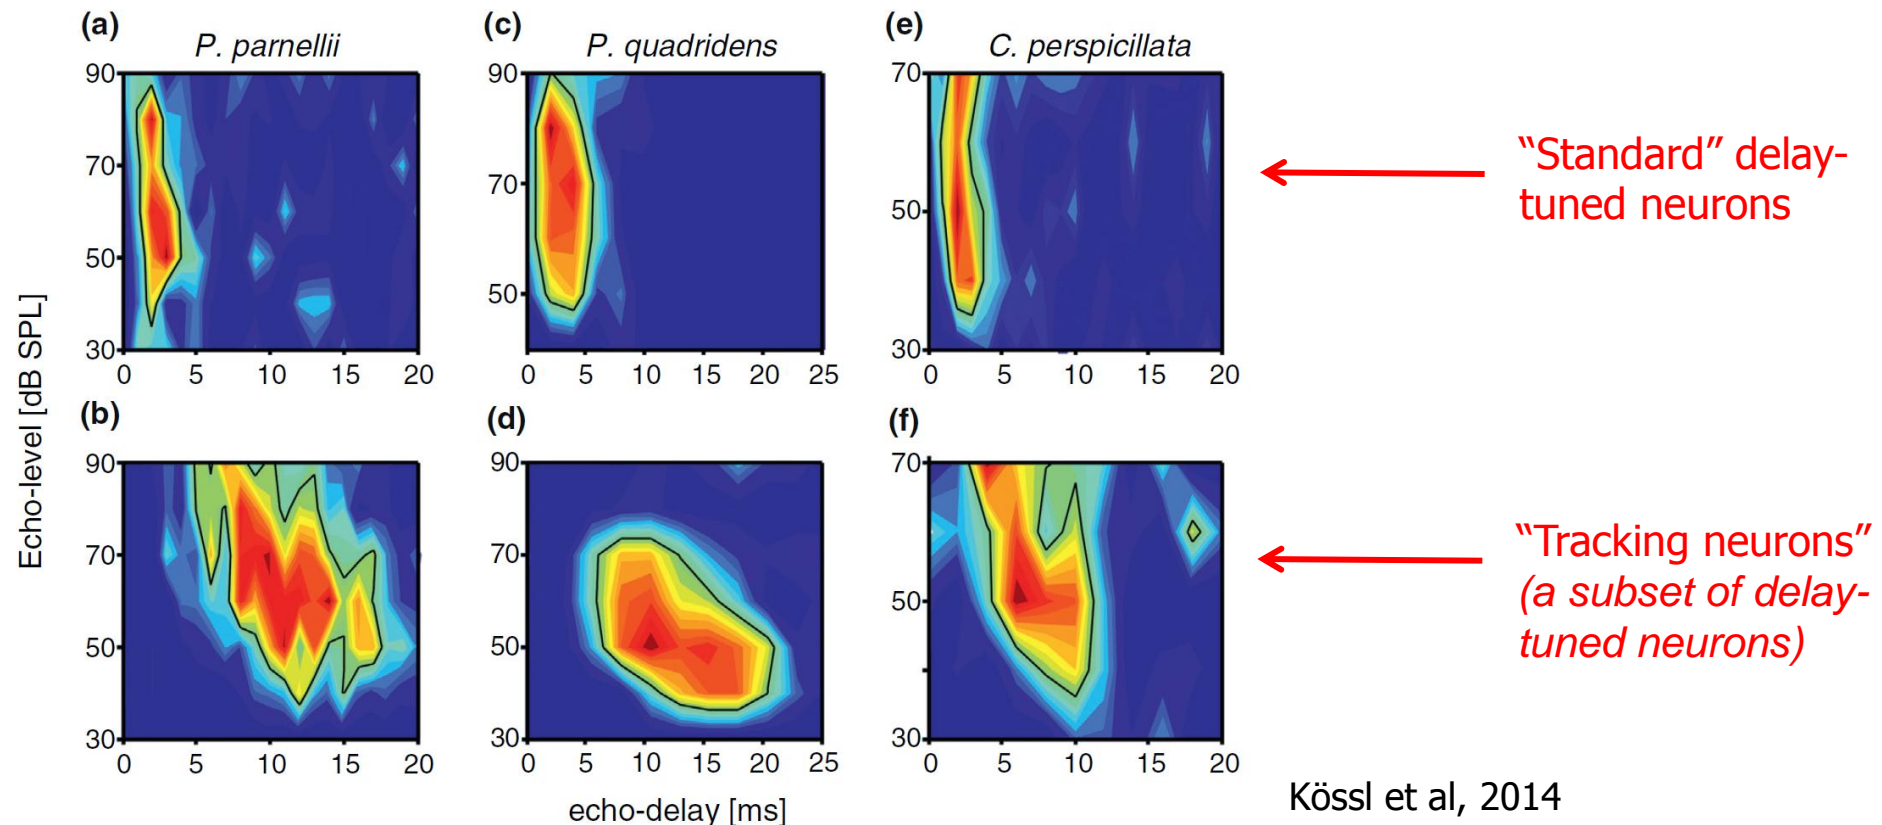 (a)
P. parnellii
(c)
P. quadridens
(e)
C. perspicillata
90
70
50
30
0 5 10 15 20
90
70
50
0 5 10 15 20 25
70
50
30
0 5 10 15 20
“Standard” delay-
tuned neurons
Echo-level [dB SPL]
(b)
(d)
(f)
90
70
50
30
0 5 10 15 20
90
70
50
30
0 5 10 15 20 25
70
50
30
0 5 10 15 20
“Tracking neurons”
(a subset of delay-
tuned neurons)
echo-delay [ms]
Kössl et al, 2014